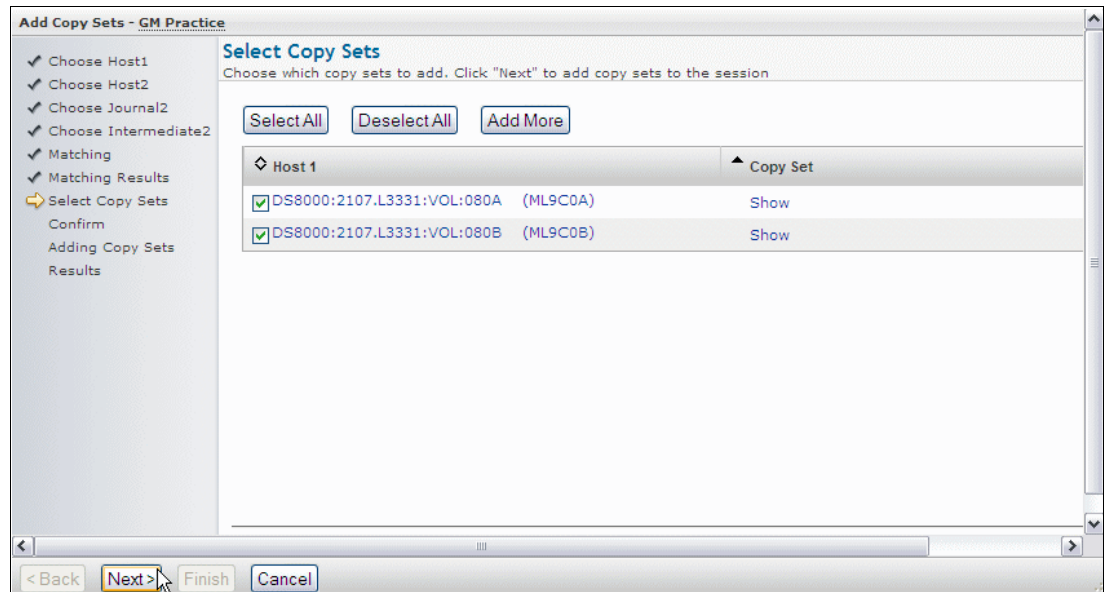 Add Copy Sets - GM Practice
Choose Host1
Choose Host2
Choose Journal2
Choose Intermediate2
Matching
Matching Results
Select Copy Sets
Confirm
Adding Copy Sets
Results
Select Copy Sets
Choose which copy sets to add. Click "Next" to add copy sets to the session
Select All Deselect All Add More
Host 1 Copy Set
DS8000:2107.L3331:VOL:080A (ML9C0A) Show
DS8000:2107.L3331:VOL:080B (ML9C0B) Show
< Back Next > Finish Cancel